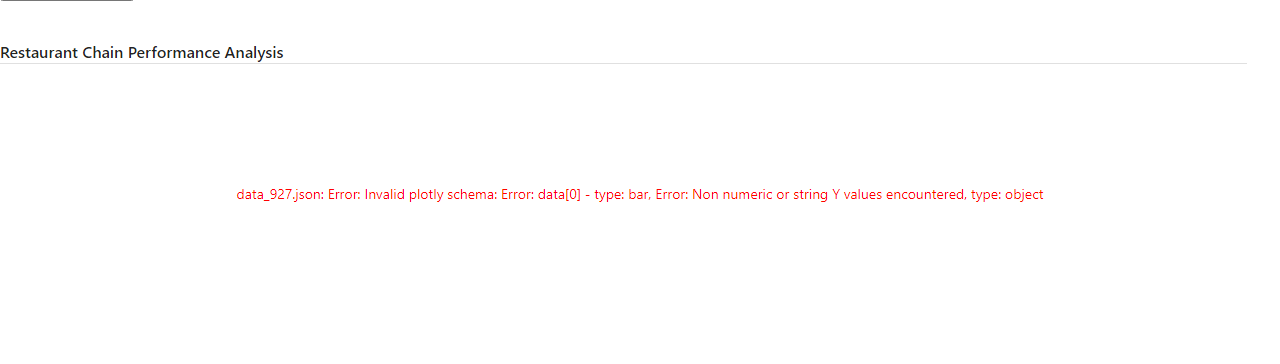 Restaurant Chain Performance Analysis
data_927.json: Error: Invalid plotly schema: Error: data[0] - type: bar, Error: Non numeric or string Y values encountered, type: object